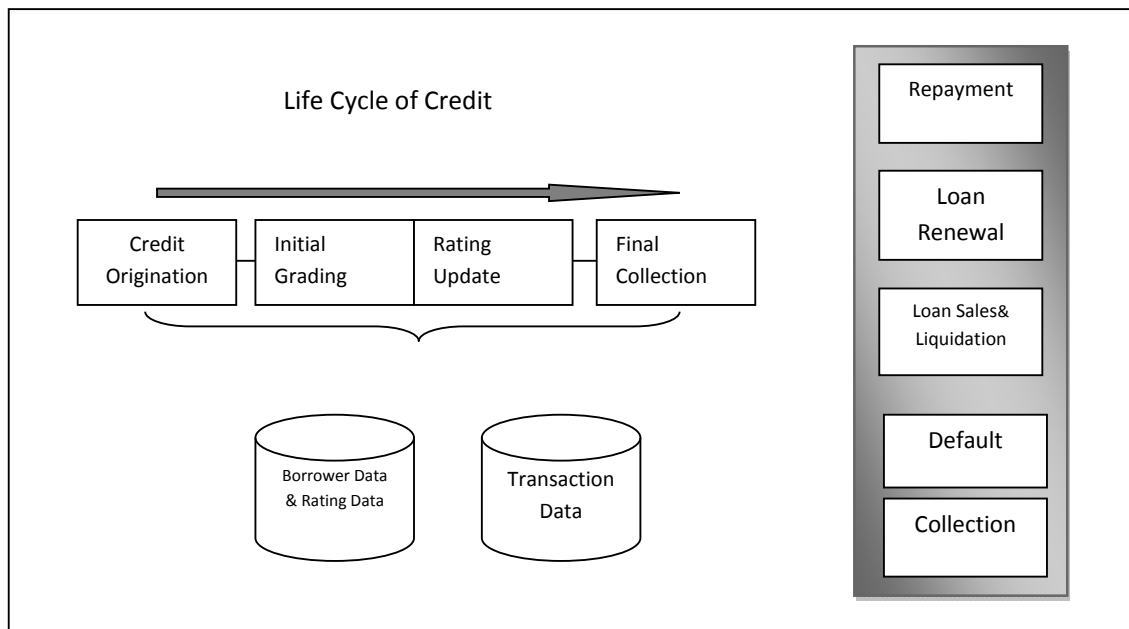 Life Cycle of Credit
Credit
Origination
Initial
Grading
Rating
Update
Final
Collection
Borrower Data
& Rating Data
Transaction
Data
Repayment
Loan
Renewal
Loan Sales&
Liquidation
Default
Collection